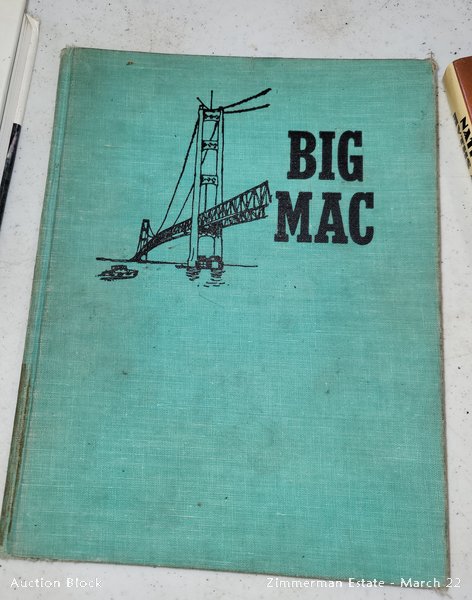 BIG
MAC
Auction Block
Zimmerman Estate - March 22